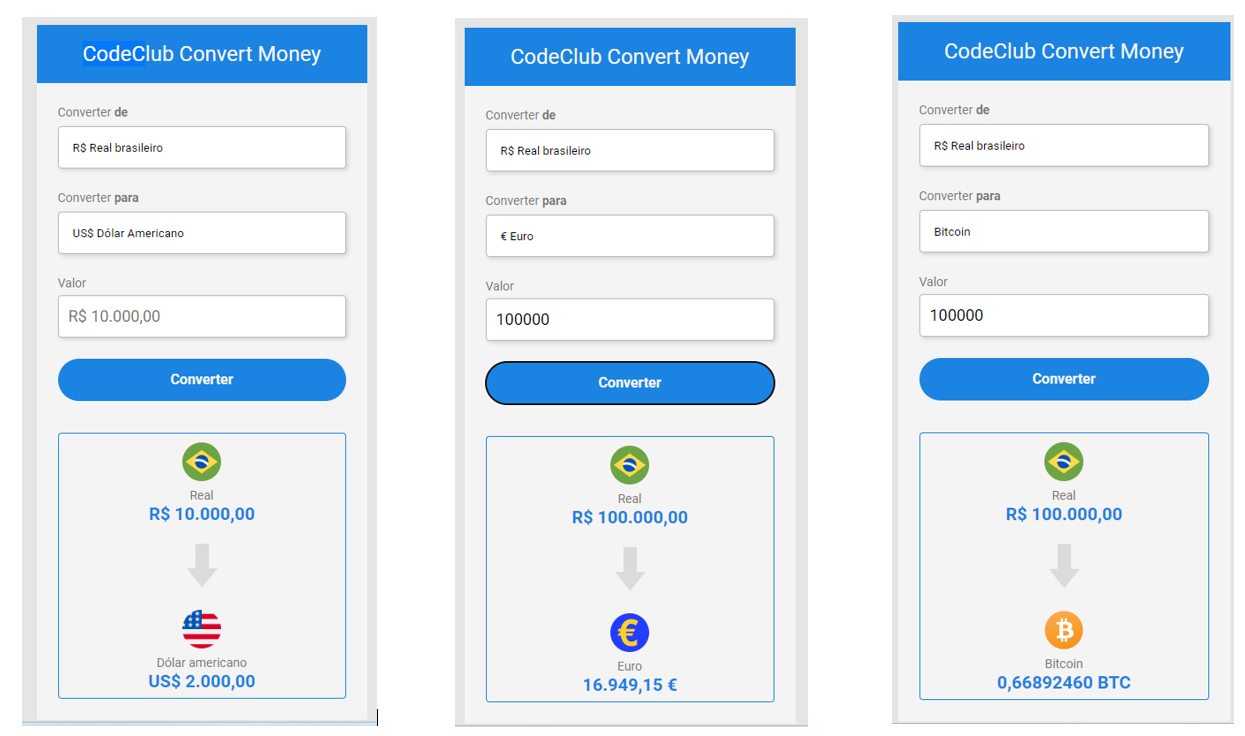 CodeClub Convert Money
Converter de
R$ Real brasileiro
Converter para
US$ Dólar Americano
Valor
R$ 10.000,00
Converter
Real
R$ 10.000,00
Dólar americano
US$ 2.000,00
CodeClub Convert Money
Converter de
R$ Real brasileiro
Converter para
€ Euro
Valor
100000
Converter
Real
R$ 100.000,00
€
Euro
16.949,15 €
CodeClub Convert Money
Converter de
R$ Real brasileiro
Converter para
Bitcoin
Valor
100000
Converter
Real
R$ 100.000,00
₿
Bitcoin
0,66892460 BTC